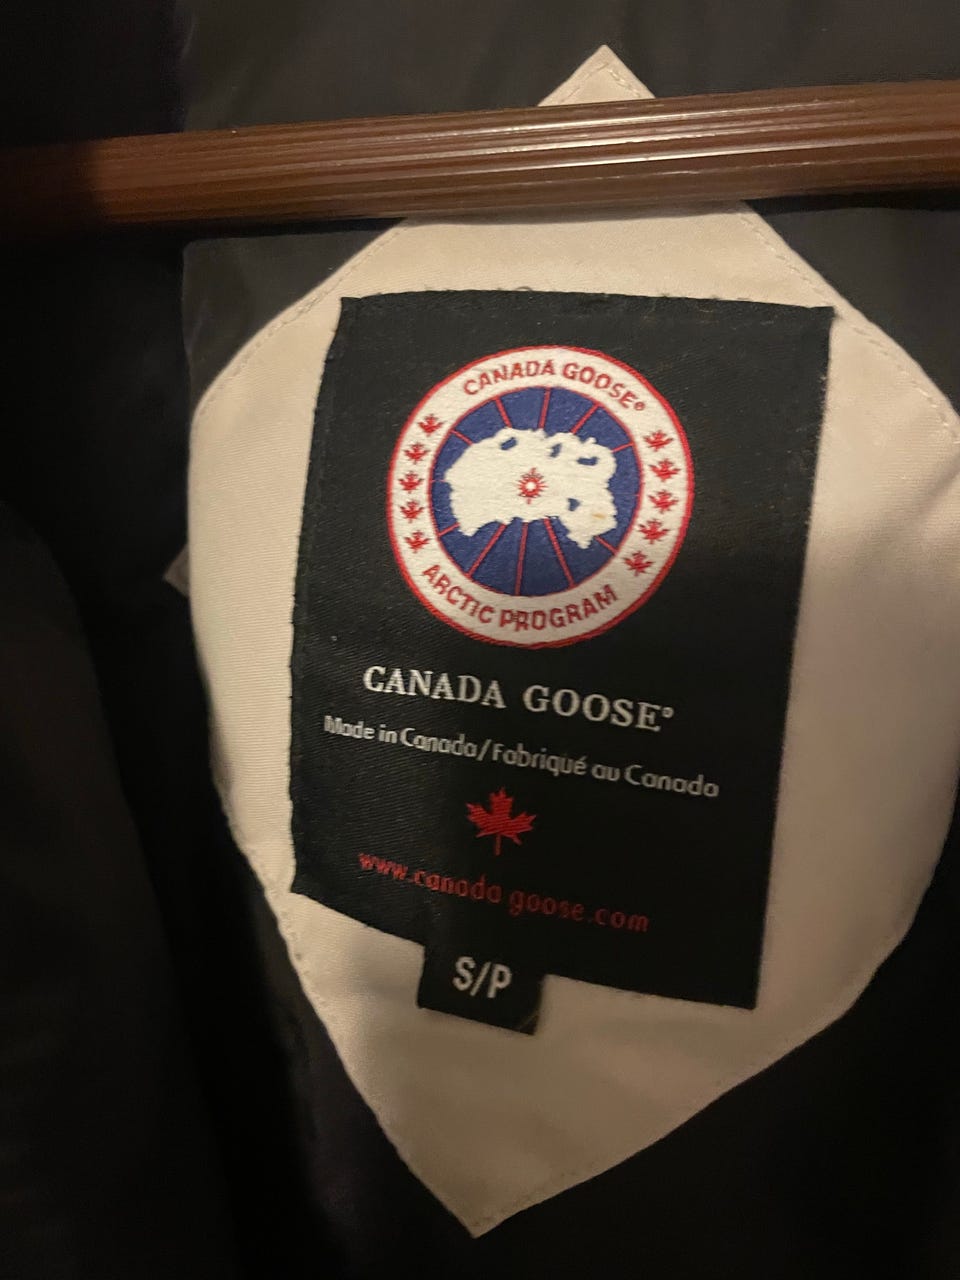 CANADA GOOSE®
ARCTIC PROGRAM
CANADA GOOSE®
Made in Canada/Fabriqué au Canada
www.canada goose.com
S/P